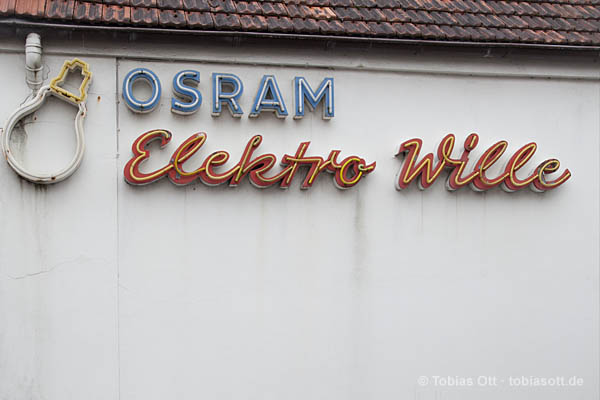 OSRAM
Elektro Wille
© Tobias Ott · tobiasott.de